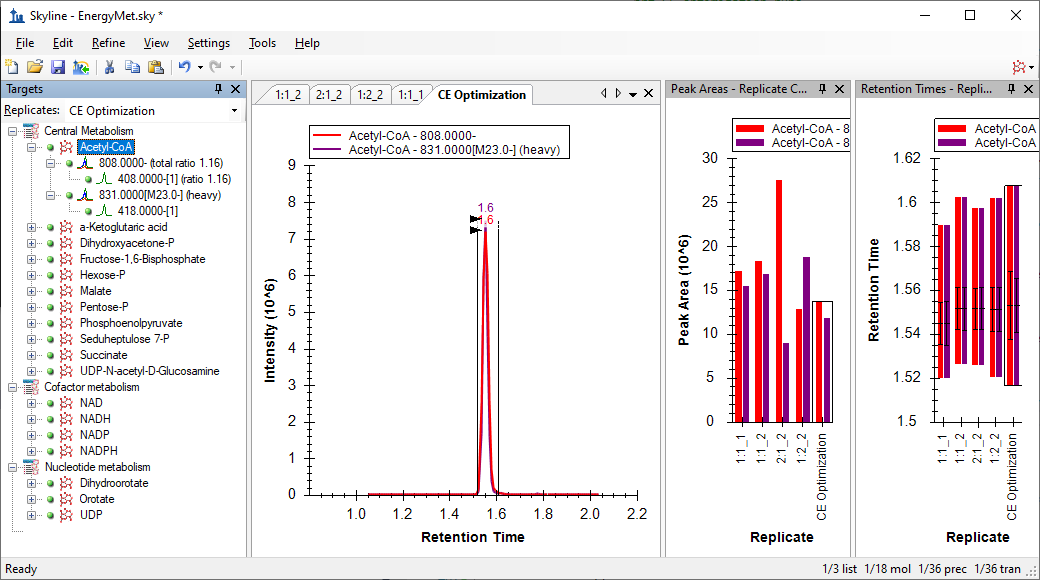 Skyline - EnergyMet.sky *
File Edit Refine View Settings Tools Help
Targets
Replicates: CE Optimization
Central Metabolism
Acetyl-CoA
808.0000- (total ratio 1.16)
408.0000-[1] (ratio 1.16)
831.0000[M23.0-] (heavy)
418.0000-[1]
a-Ketoglutaric acid
Dihydroxyacetone-P
Fructose-1,6-Bisphosphate
Hexose-P
Malate
Pentose-P
Phosphoenolpyruvate
Seduheptulose 7-P
Succinate
UDP-N-acetyl-D-Glucosamine
Cofactor metabolism
NAD
NADH
NADP
NADPH
Nucleotide metabolism
Dihydroorotate
Orotate
UDP
1:1_2 2:1_2 1:2_2 1:1_1 CE Optimization
Acetyl-CoA - 808.0000-
Acetyl-CoA - 831.0000[M23.0-] (heavy)
9
8
7
6
5
4
3
2
1
0
Intensity (10^6)
1.6
1.6
1.0 1.2 1.4 1.6 1.8 2.0 2.2
Retention Time
Peak Areas - Replicate C...
Acetyl-CoA - 8
Acetyl-CoA - 8
30
25
20
15
10
5
0
Peak Area (10^6)
1:1_1
1:1_2
2:1_2
1:2_2
CE Optimization
Replicate
Retention Times - Repli...
Acetyl-CoA
Acetyl-CoA
1.62
1.6
1.58
1.56
1.54
1.52
1.5
Retention Time
1:1_1
1:1_2
2:1_2
1:2_2
CE Optimization
Replicate
Ready
1/3 list 1/18 mol 1/36 prec 1/36 tran